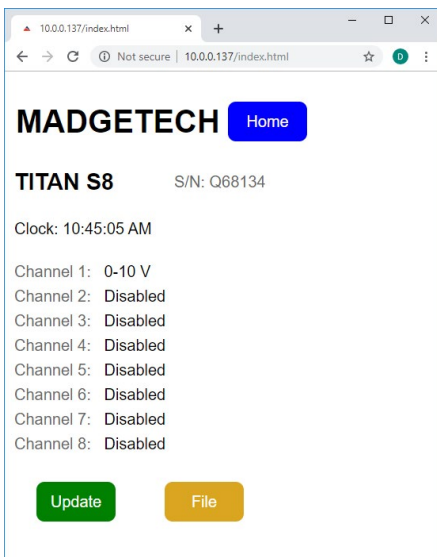 10.0.0.137/index.html
Not secure | 10.0.0.137/index.html
D
MADGETECH Home
TITAN S8 S/N: Q68134
Clock: 10:45:05 AM
Channel 1: 0-10 V
Channel 2: Disabled
Channel 3: Disabled
Channel 4: Disabled
Channel 5: Disabled
Channel 6: Disabled
Channel 7: Disabled
Channel 8: Disabled
Update File